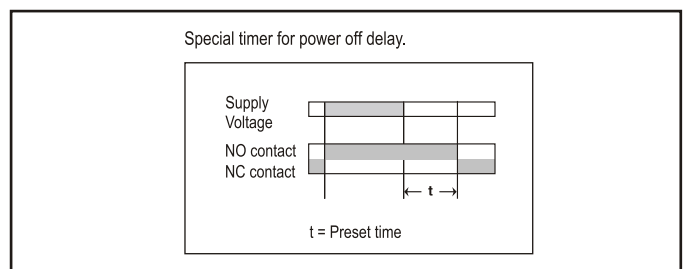 Special timer for power off delay.
Supply
Voltage
NO contact
NC contact
t
t = Preset time